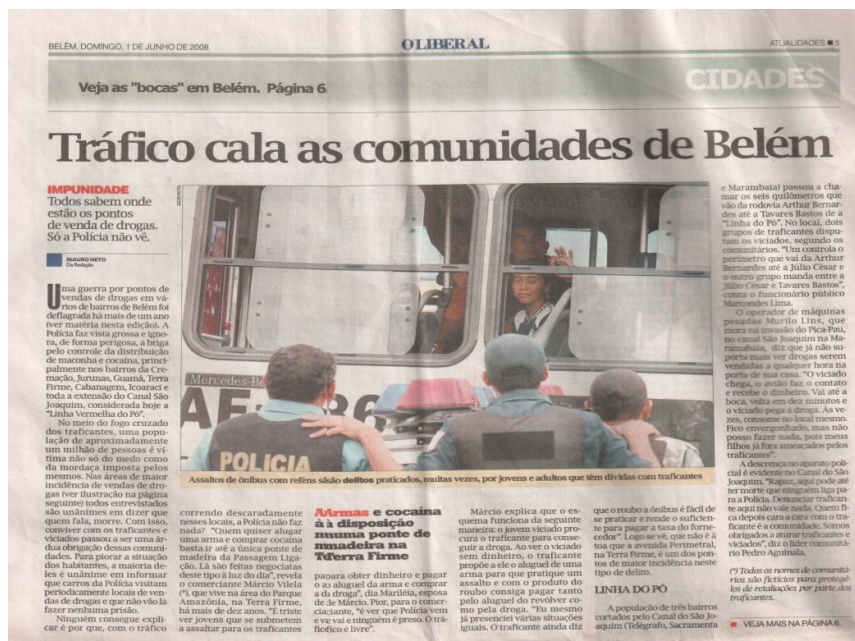 BELÉM, DOMINGO, 1 DE JUNHO DE 2008
O LIBERAL
ATUALIDADES ■ 5
CIDADES
Veja as "bocas" em Belém. Página 6.
Tráfico cala as comunidades de Belém
IMPUNIDADE
Todos sabem onde
estão os pontos
de venda de drogas.
Só a Polícia não vê.
MAURO NETO
Da Redação
Uma guerra por pontos de
vendas de drogas em vá-
rios de bairros de Belém foi
deflagrada há mais de um ano
(ver matéria nesta edição). A
Polícia faz vista grossa e igno-
ra, de forma perigosa, a briga
pelo controle da distribuição
de maconha e cocaína, princi-
palmente nos bairros da Cre-
mação, Jurunas, Guamá, Terra
Firme, Cabanagem, Icoaraci e
toda a extensão do Canal São
Joaquim, considerada hoje a
"Linha Vermelha do Pó".
No meio do fogo cruzado
dos traficantes, uma popu-
lação de aproximadamente
um milhão de pessoas é ví-
tima não só do medo como
da mordaça imposta pelos
mesmos. Nas áreas de maior
incidência de vendas de dro-
gas (ver ilustração na página
seguinte) todos entrevistados
são unânimes em dizer que
quem fala, morre. Com isso,
conviver com os traficantes e
viciados passou a ser uma ár-
dua obrigação dessas comuni-
dades. Para piorar a situação
dos habitantes, a maioria de-
les é unânime em informar
que carros da Polícia visitam
periodicamente locais de ven-
das de drogas e que não vão lá
fazer nenhuma prisão.
Ninguém consegue expli-
car é por que, com o tráfico
Mercedes-Be
AF
86
POLICIA
Assaltos de ônibus com reféns sãsão delitos praticados, muitas vezes, por jovens e adultos que têm dívidas com traficantes
correndo descaradamente
nesses locais, a Polícia não faz
nada? "Quem quiser alugar
uma arma e comprar cocaína
basta ir até a única ponte de
madeira da Passagem Liga-
ção. Lá são feitas negociatas
deste tipo à luz do dia", revela
o comerciante Márcio Vilela
(*), que vive na área do Parque
Amazônia, na Terra Firme,
há mais de dez anos. "É triste
ver jovens que se submetem
a assaltar para os traficantes
AArmas e cocaína
àà disposição
nnuma ponte de
mmadeira na
TTerra Firme
papara obter dinheiro e pagar
o a) aluguel da arma e comprar
a dı droga", dia Mariléia, esposa
de Márcio. Pior, para o comer-
ciante, "é ver que Polícia vem
e ve vai e ninguém é preso. O trá-
ficfico é livre".
Márcio explica que o es-
quema funciona da seguinte
maneira: o jovem viciado pro-
cura o traficante para conse-
guir a droga. Ao ver o viciado
sem dinheiro, o traficante
propõe a ele o aluguel de uma
arma para que pratique um
assalto e com o produto do
roubo consiga pagar tanto
pelo aluguel do revólver co-
mo pela droga. "Eu mesmo
já presenciei várias situações
iguais. O traficante ainda diz
que o roubo a ônibus é fácil de
se praticar e rende o suficien-
te para pagar a taxa do forne-
cedor". Logo se vê, que não é à
toa que a avenida Perimetral,
na Terra Firme, é um dos pon-
tos de maior incidência neste
tipo de delito.
LINHA DO PÓ
A população de três bairros
cortados pelo Canal do São Jo-
aquim (Telégrafo, Sacramenta
e Marambaia) passou a cha-
mar os seis quilômetros que
vão da rodovia Arthur Bernar-
des até a Tavares Bastos de a
"Linha do Pó". No local, dois
grupos de traficantes dispu-
tam os viciados, segundo os
comunitários. "Um controla o
perímetro que vai da Arthur
Bernardes até a Júlio César e
o outro grupo manda entre a
Júlio César e Tavares Bastos",
conta o funcionário público
Marcondes Lima.
O operador de máquinas
pesadas Murilo Lins, que
mora na invasão do Pica-Pau,
no canal São Joaquim na Ma-
rambaia, diz que já não su-
porta mais ver drogas serem
vendidas a qualquer hora na
porta de sua casa. "O viciado
chega, o avião faz o contato
e recebe o dinheiro. Vai até a
boca, volta em dez minutos e
o viciado pega a droga. Às ve-
zes, consome no local mesmo.
Fico envergonhado, mas não
posso fazer nada, pois meus
filhos já fora ameaçados pelos
traficantes".
A descrença no aparato poli-
cial é evidente no Canal do São
Joaquim. "Rapaz, aqui pode até
ter morte que ninguém liga pa-
ra a Polícia. Denunciar trafican-
te aqui não vale nada. Quem fi-
ca depois cara a cara com o tra-
ficante é a comunidade. Somos
obrigados a aturar traficantes e
viciados", diz o líder comunitá-
rio Pedro Aguinala.
(*) Todos os nomes de comunitá-
rios são fictícios para protegê-
los de retaliações por parte dos
traficantes.
■ VEJA MAIS NA PÁGINA 6.